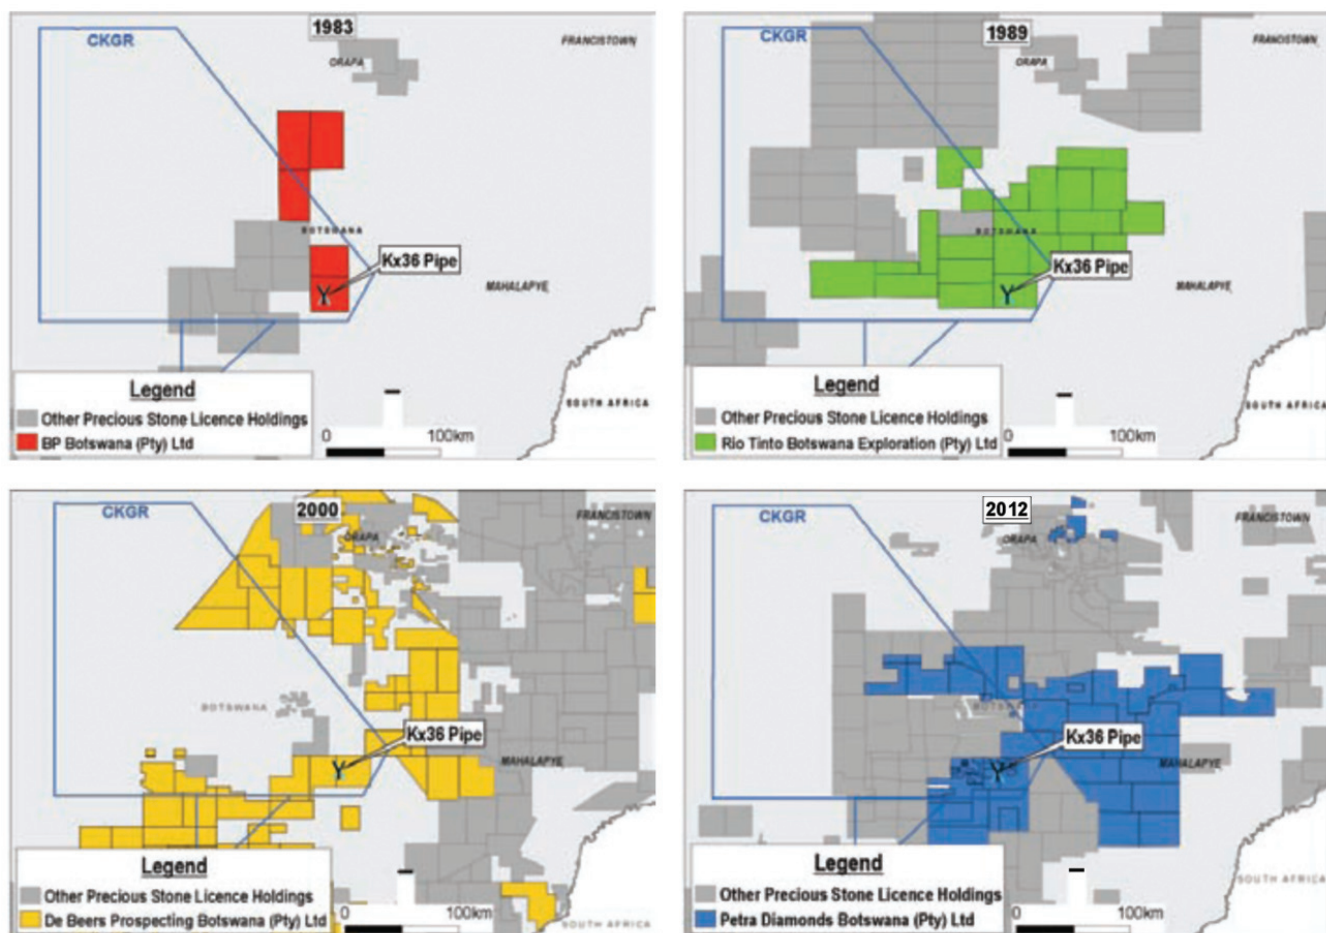 1983
CKGR
FRANCISTOWN
ORAPA
BOTSWANA
Kx36 Pipe
MAHALAPYE
Legend
Other Precious Stone Licence Holdings
BP Botswana (Pty) Ltd
SOUTH AFRICA
0 100km
1989
CKGR
FRANCISTOWN
ORAPA
BOTSWANA
Kx36 Pipe
MAHALAPYE
Legend
Other Precious Stone Licence Holdings
Rio Tinto Botswana Exploration (Pty) Ltd
SOUTH AFRICA
0 100km
2000
CKGR
FRANCISTOWN
ORAPA
BOTSWANA
Kx36 Pipe
MAHALAPYE
Legend
Other Precious Stone Licence Holdings
De Beers Prospecting Botswana (Pty) Ltd
0 100km
SOUTH AFRICA
2012
CKGR
FRANCISTOWN
ORAPA
BOTSWANA
Kx36 Pipe
MAHALAPYE
Legend
Other Precious Stone Licence Holdings
Petra Diamonds Botswana (Pty) Ltd
SOUTH AFRICA
0 100km